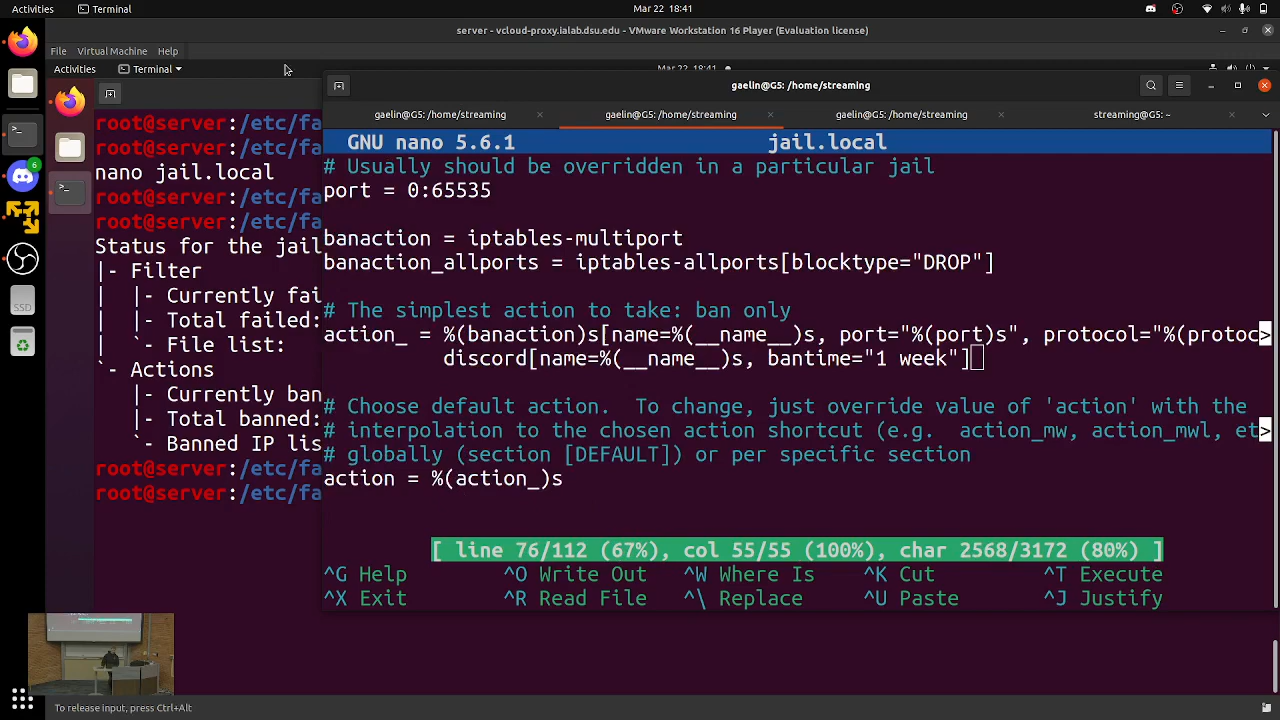 Activities
Terminal
Mar 22 18:41
server - vcloud-proxy.ialab.dsu.edu - VMware Workstation 16 Player (Evaluation license)
File
Virtual Machine
Help
Activities
Terminal
Mar 22 18:41
gaelin@G5: /home/streaming
gaelin@G5: /home/streaming
gaelin@G5: /home/streaming
gaelin@G5: /home/streaming
streaming@G5: ~
root@server:/etc/fa
root@server:/etc/fa
nano jail.local
root@server:/etc/fa
root@server:/etc/fa
Status for the jail
|- Filter
|  |- Currently fai
|  |- Total failed:
|  `- File list:
`- Actions
   |- Currently ban
   |- Total banned:
   `- Banned IP lis
root@server:/etc/fa
root@server:/etc/fa
GNU nano 5.6.1
jail.local
# Usually should be overridden in a particular jail
port = 0:65535
banaction = iptables-multiport
banaction_allports = iptables-allports[blocktype="DROP"]
# The simplest action to take: ban only
action_ = %(banaction)s[name=%(__name__)s, port="%(port)s", protocol="%(protoc>
discord[name=%(__name__)s, bantime="1 week"]
# Choose default action.  To change, just override value of 'action' with the
# interpolation to the chosen action shortcut (e.g.  action_mw, action_mwl, et>
# globally (section [DEFAULT]) or per specific section
action = %(action_)s
[ line 76/112 (67%), col 55/55 (100%), char 2568/3172 (80%) ]
^G Help
^O Write Out
^W Where Is
^K Cut
^T Execute
^X Exit
^R Read File
^\ Replace
^U Paste
^J Justify
6
SSD
To release input, press Ctrl+Alt